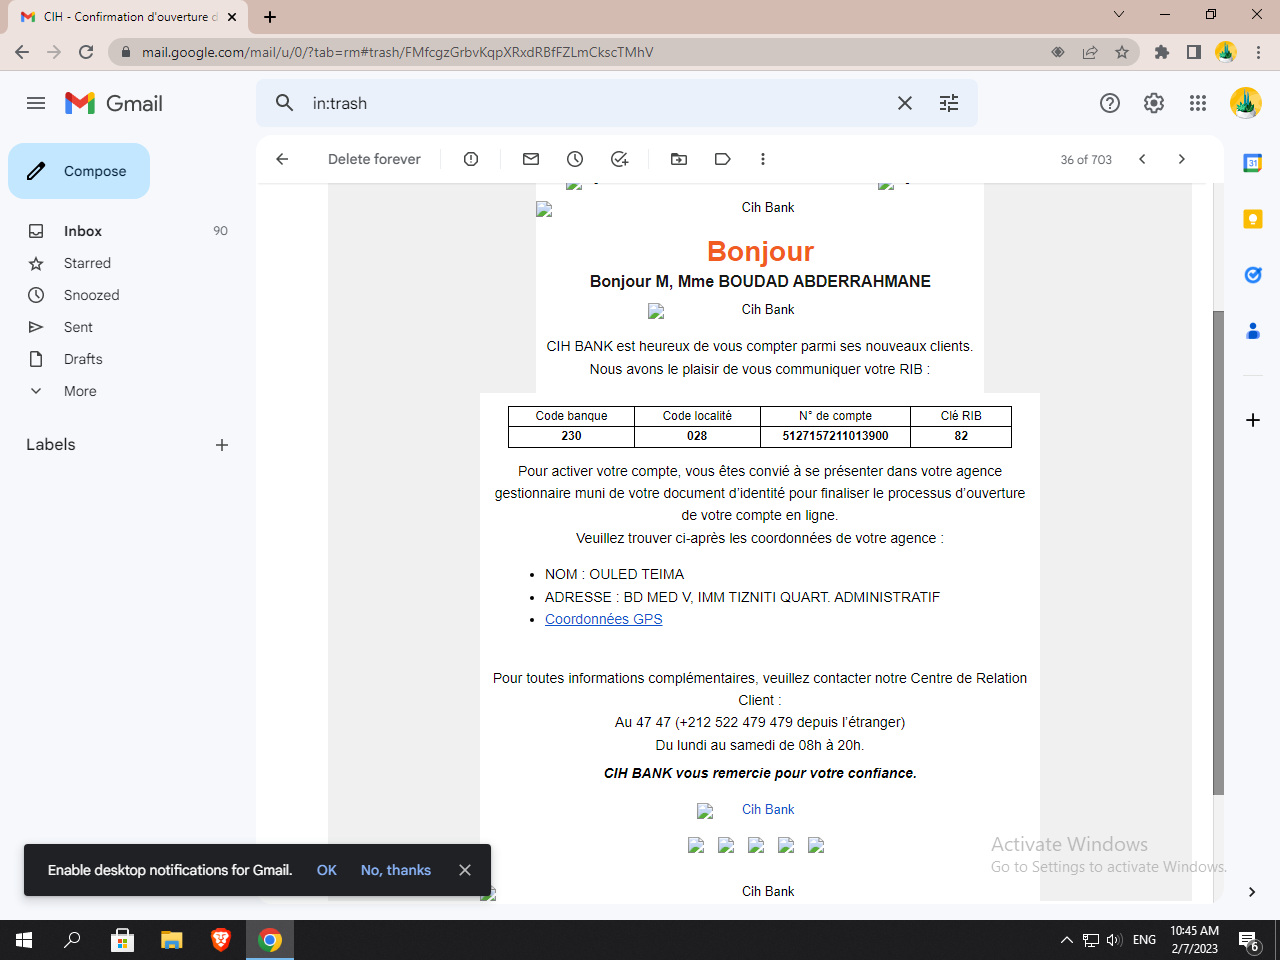 CIH - Confirmation d'ouverture d
mail.google.com/mail/u/0/?tab=rm#trash/FMfcgzGrbvKqpXRxdRBfFZLmCkscTMhV
Gmail
in:trash
Compose
Delete forever
36 of 703
Inbox
90
Starred
Snoozed
Sent
Drafts
More
Labels
31
Cih Bank
Bonjour
Bonjour M, Mme BOUDAD ABDERRAHMANE
Cih Bank
CIH BANK est heureux de vous compter parmi ses nouveaux clients.
Nous avons le plaisir de vous communiquer votre RIB :
Code banque Code localité N° de compte Clé RIB
230 028 5127157211013900 82
Pour activer votre compte, vous êtes convié à se présenter dans votre agence
gestionnaire muni de votre document d'identité pour finaliser le processus d'ouverture
de votre compte en ligne.
Veuillez trouver ci-après les coordonnées de votre agence :
• NOM : OULED TEIMA
• ADRESSE : BD MED V, IMM TIZNITI QUART. ADMINISTRATIF
• Coordonnées GPS
Pour toutes informations complémentaires, veuillez contacter notre Centre de Relation
Client :
Au 47 47 (+212 522 479 479 depuis l'étranger)
Du lundi au samedi de 08h à 20h.
CIH BANK vous remercie pour votre confiance.
Cih Bank
Cih Bank
Enable desktop notifications for Gmail. OK No, thanks
Activate Windows
Go to Settings to activate Windows.
ENG
10:45 AM
2/7/2023
6